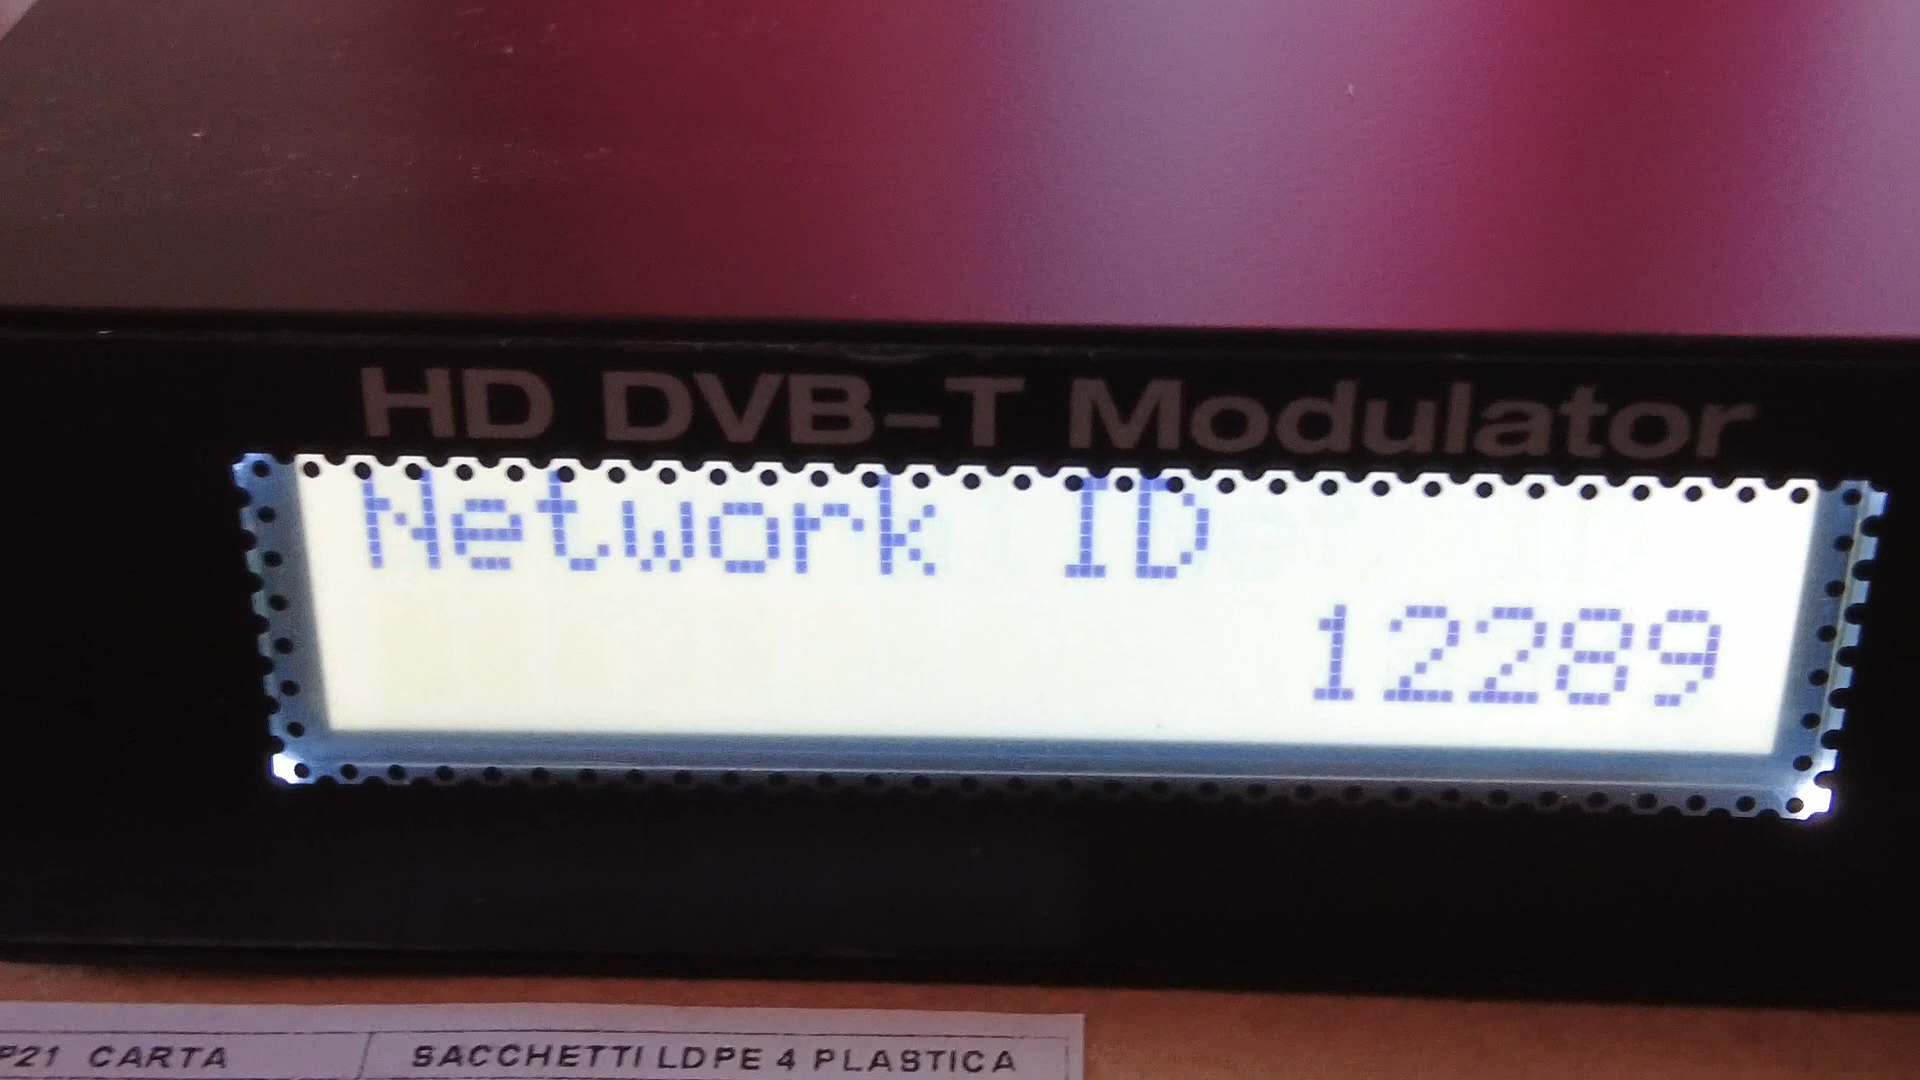 HD DVB-T Modulator
Network ID
12289
P21 CARTA
SACCHETTI LDPE 4 PLASTICA